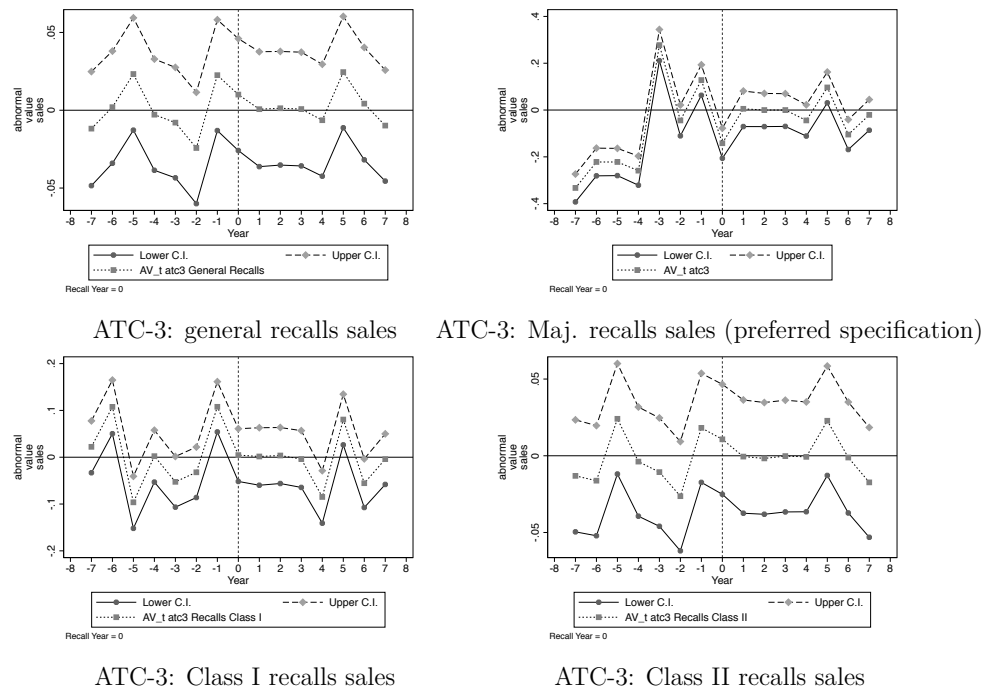 abnormal
value
sales
.05
0
-.05
-8 -7 -6 -5 -4 -3 -2 -1 0 1 2 3 4 5 6 7 8
Year
Lower C.I. Upper C.I.
AV_t atc3 General Recalls
Recall Year = 0
ATC-3: general recalls sales
abnormal
value
sales
.4
.2
0
-.2
-.4
-8 -7 -6 -5 -4 -3 -2 -1 0 1 2 3 4 5 6 7 8
Year
Lower C.I. Upper C.I.
AV_t atc3
Recall Year = 0
ATC-3: Maj. recalls sales (preferred specification)
abnormal
value
sales
.2
.1
0
-.1
-.2
-8 -7 -6 -5 -4 -3 -2 -1 0 1 2 3 4 5 6 7 8
Year
Lower C.I. Upper C.I.
AV_t atc3 Recalls Class I
Recall Year = 0
ATC-3: Class I recalls sales
abnormal
value
sales
.05
0
-.05
-8 -7 -6 -5 -4 -3 -2 -1 0 1 2 3 4 5 6 7 8
Year
Lower C.I. Upper C.I.
AV_t atc3 Recalls Class II
Recall Year = 0
ATC-3: Class II recalls sales